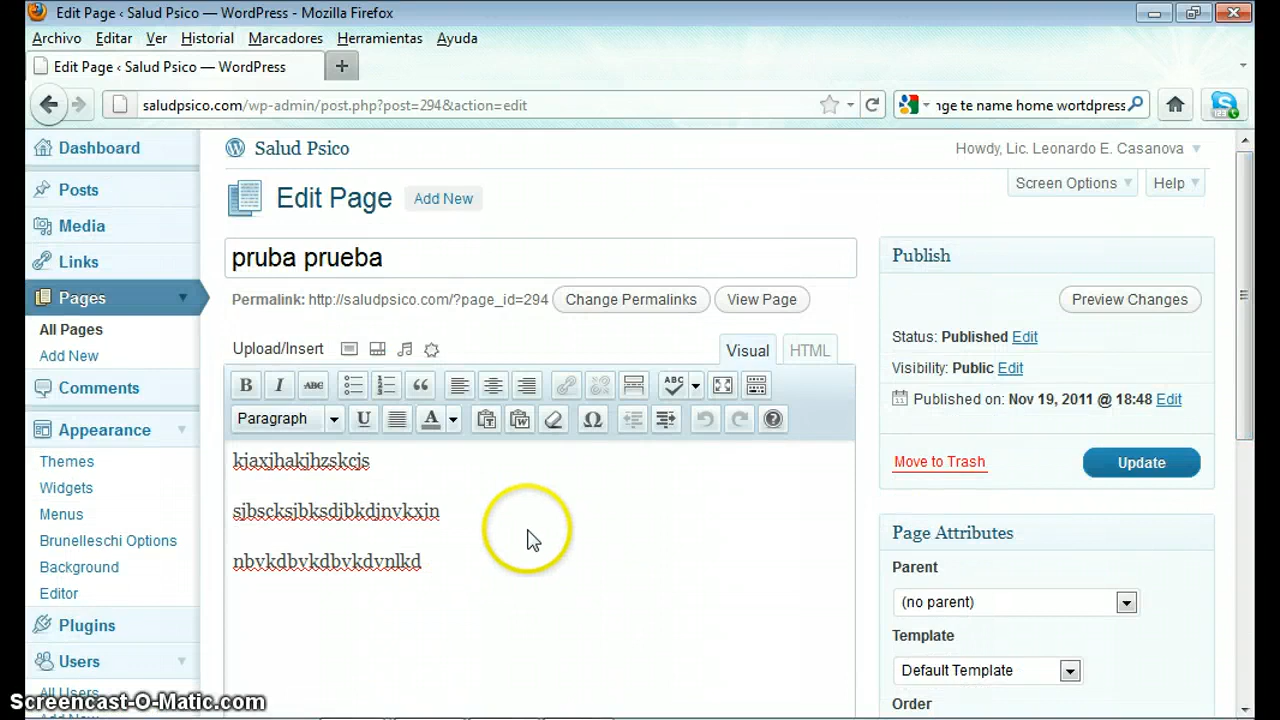 Edit Page ‹ Salud Psico — WordPress - Mozilla Firefox
Archivo Editar Ver Historial Marcadores Herramientas Ayuda
Edit Page ‹ Salud Psico — WordPress +
saludpsico.com/wp-admin/post.php?post=294&action=edit nge te name home wortdpress
Dashboard Salud Psico Howdy, Lic. Leonardo E. Casanova
Posts Edit Page Add New Screen Options Help
Media
Links pruba prueba Publish
Pages Permalink: http://saludpsico.com/?page_id=294 Change Permalinks View Page Preview Changes
All Pages Upload/Insert Visual HTML Status: Published Edit
Add New Visibility: Public Edit
Comments B I ABC “ ABC Published on: Nov 19, 2011 @ 18:48 Edit
Appearance Paragraph U A T W Ω ?
Themes kjaxjhakjhzskcjs Move to Trash Update
Widgets
Menus sjbscksjbksdjbkdjnvkxjn
Brunelleschi Options Page Attributes
Background nbvkdbvkdbvkdvnlkd Parent
Editor (no parent)
Plugins Template
Users Default Template
All Users Order
Screencast-O-Matic.com